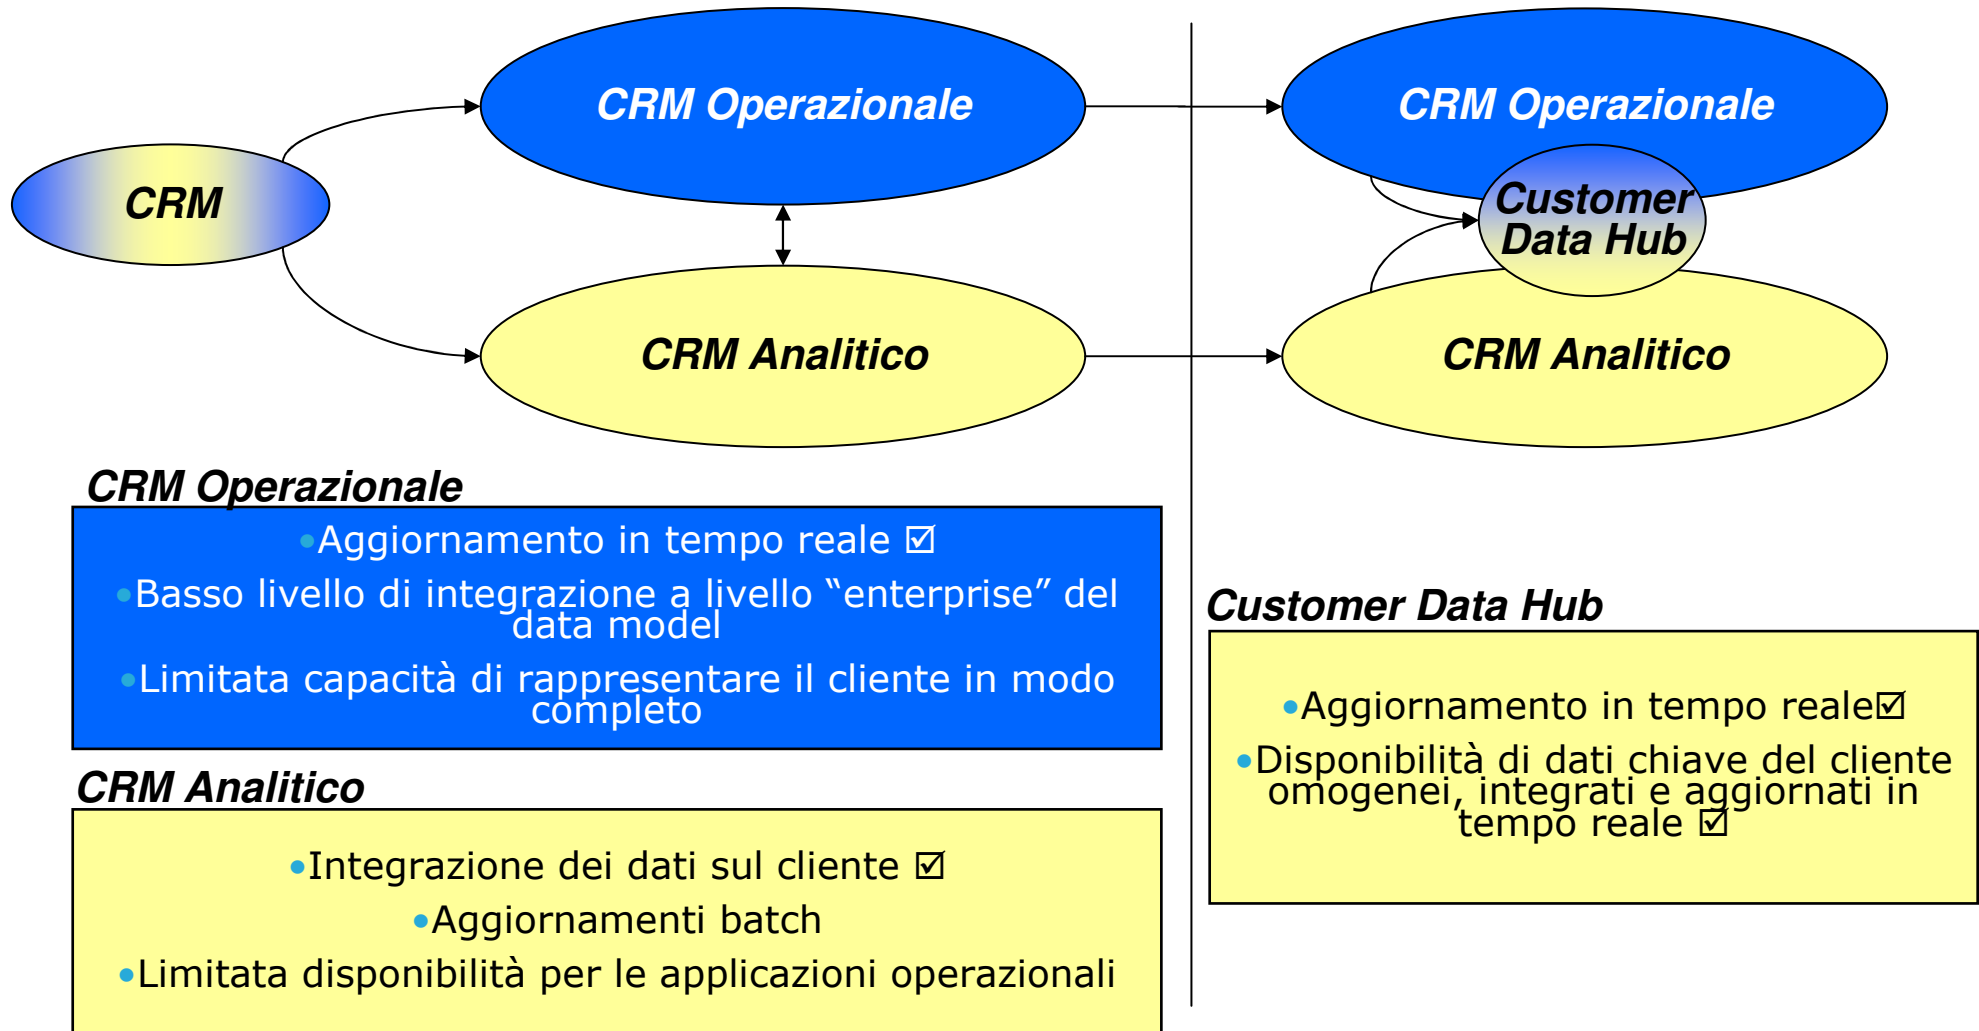 CRM
CRM Operazionale
CRM Analitico
CRM Operazionale
Customer
Data Hub
CRM Analitico
CRM Operazionale
•Aggiornamento in tempo reale ☑
•Basso livello di integrazione a livello “enterprise” del
data model
•Limitata capacità di rappresentare il cliente in modo
completo
CRM Analitico
•Integrazione dei dati sul cliente ☑
•Aggiornamenti batch
•Limitata disponibilità per le applicazioni operazionali
Customer Data Hub
•Aggiornamento in tempo reale☑
•Disponibilità di dati chiave del cliente
omogenei, integrati e aggiornati in
tempo reale ☑